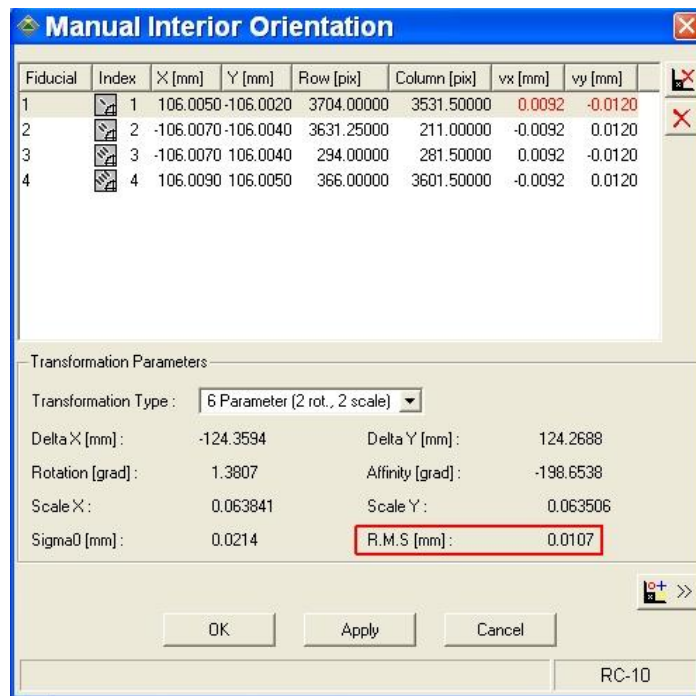 Manual Interior Orientation
Fiducial Index X [mm] Y [mm] Row [pix] Column [pix] vx [mm] vy [mm]
1 1 106.0050 -106.0020 3704.00000 3531.50000 0.0092 -0.0120
2 2 -106.0070 -106.0040 3631.25000 211.00000 -0.0092 0.0120
3 3 -106.0070 106.0040 294.00000 281.50000 0.0092 -0.0120
4 4 106.0090 106.0050 366.00000 3601.50000 -0.0092 0.0120
Transformation Parameters
Transformation Type : 6 Parameter (2 rot., 2 scale)
Delta X [mm] : -124.3594 Delta Y [mm] : 124.2688
Rotation [grad] : 1.3807 Affinity [grad] : -198.6538
Scale X : 0.063841 Scale Y : 0.063506
Sigma0 [mm] : 0.0214 R.M.S [mm] : 0.0107
>>
OK Apply Cancel
RC-10